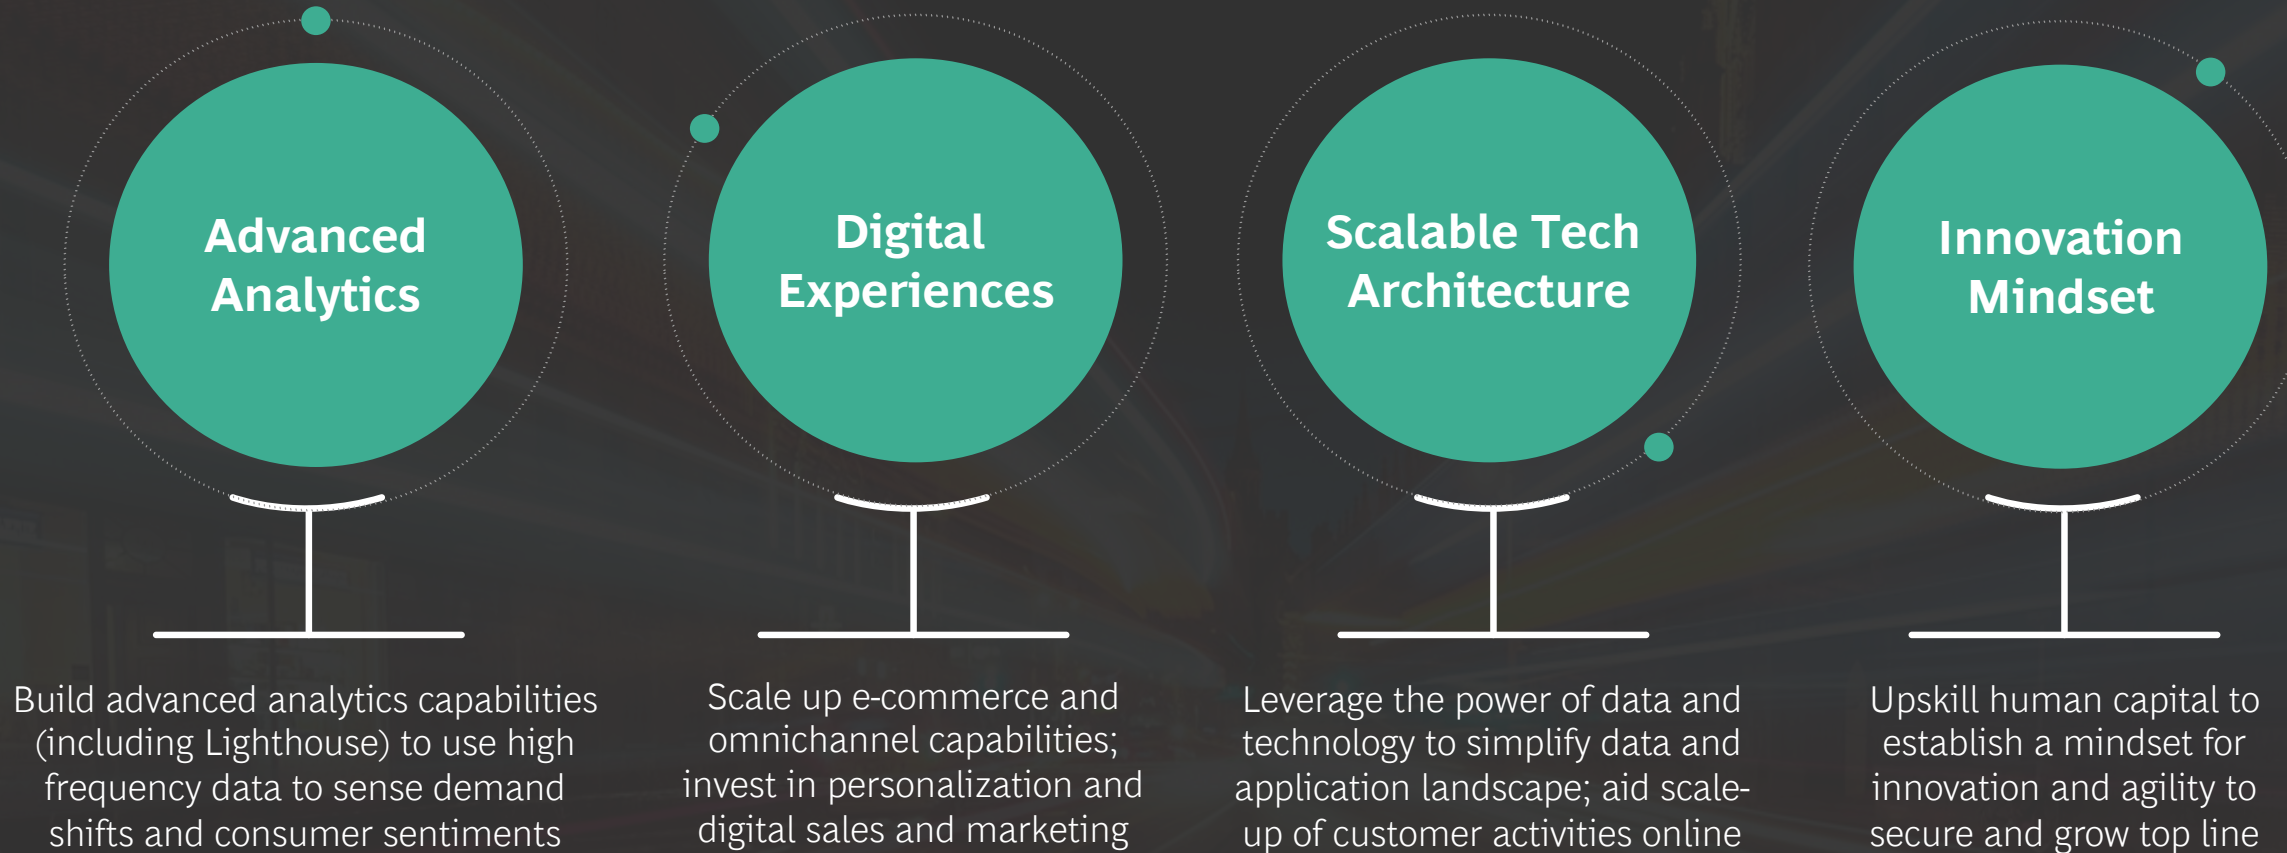 Advanced
Analytics
Build advanced analytics capabilities
(including Lighthouse) to use high
frequency data to sense demand
shifts and consumer sentiments
Digital
Experiences
Scale up e-commerce and
omnichannel capabilities;
invest in personalization and
digital sales and marketing
Scalable Tech
Architecture
Leverage the power of data and
technology to simplify data and
application landscape; aid scale-
up of customer activities online
Innovation
Mindset
Upskill human capital to
establish a mindset for
innovation and agility to
secure and grow top line